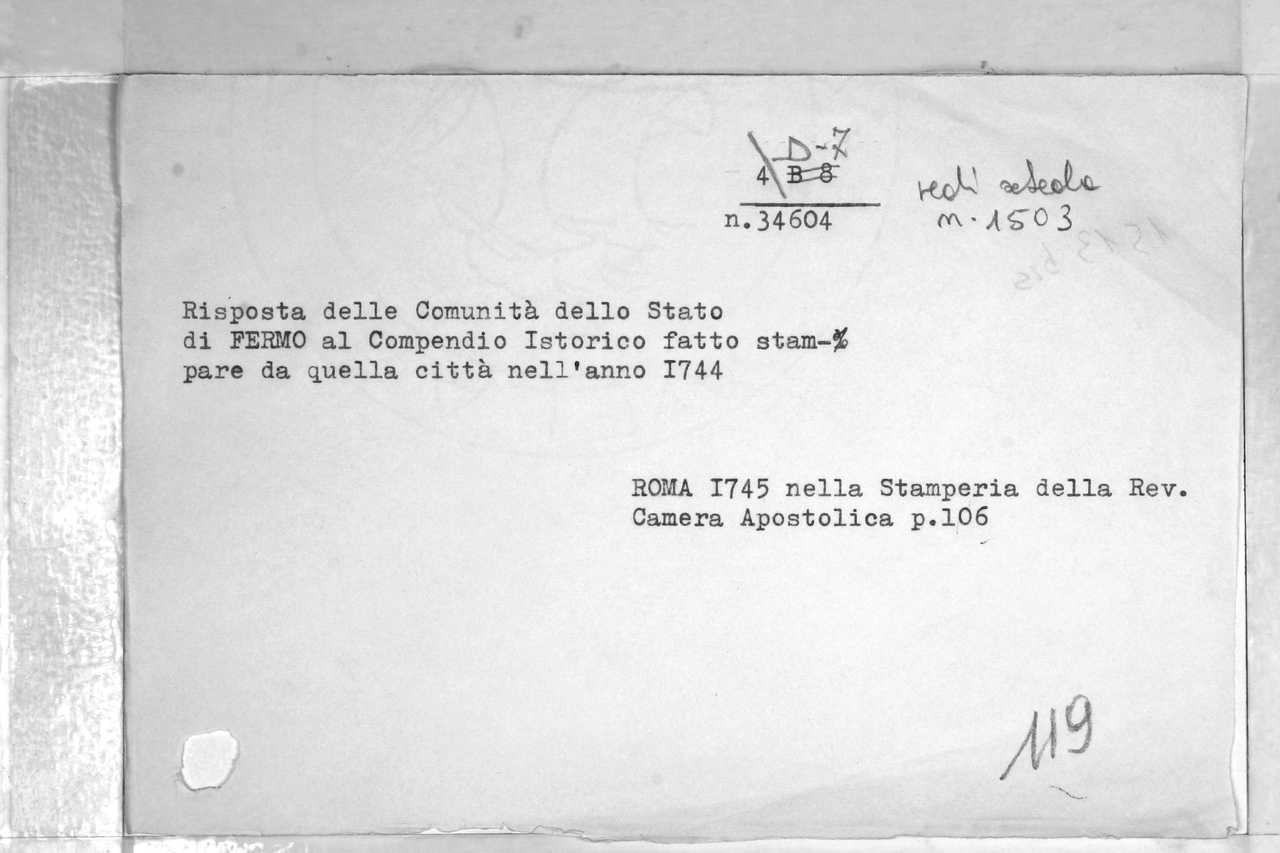 D-7
4 B 8
n.34604
vedi scheda
n. 1503
Risposta delle Comunità dello Stato
di FERMO al Compendio Istorico fatto stam-
pare da quella città nell'anno I744
ROMA I745 nella Stamperia della Rev.
Camera Apostolica p.106
119